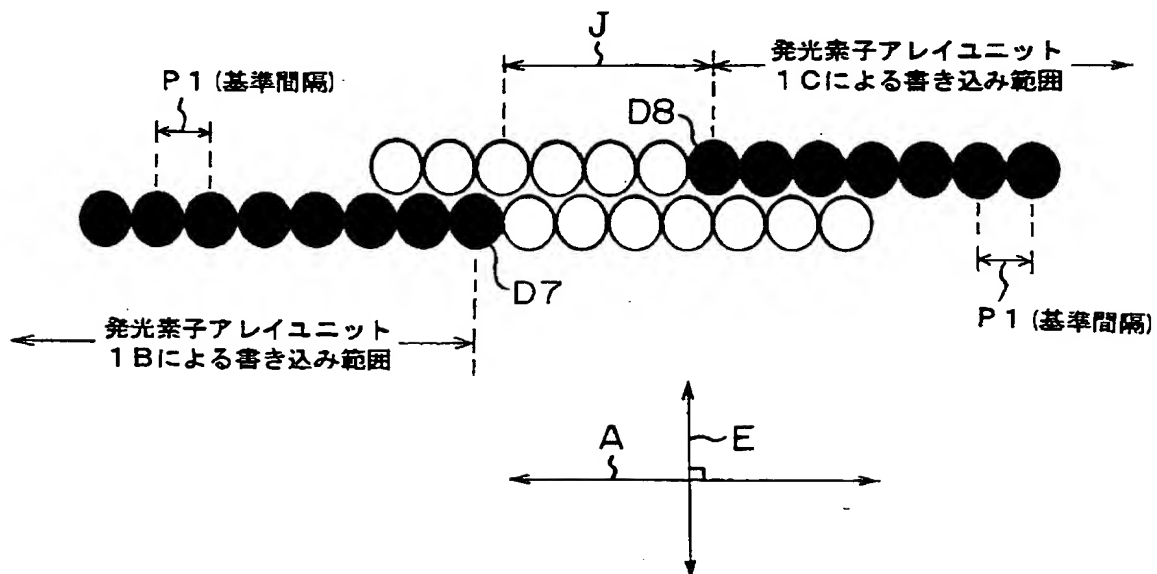 J
発光素子アレイユニット
1Cによる書き込み範囲
P1(基準間隔)
D8
D7
発光素子アレイユニット
1Bによる書き込み範囲
P1(基準間隔)
A
E